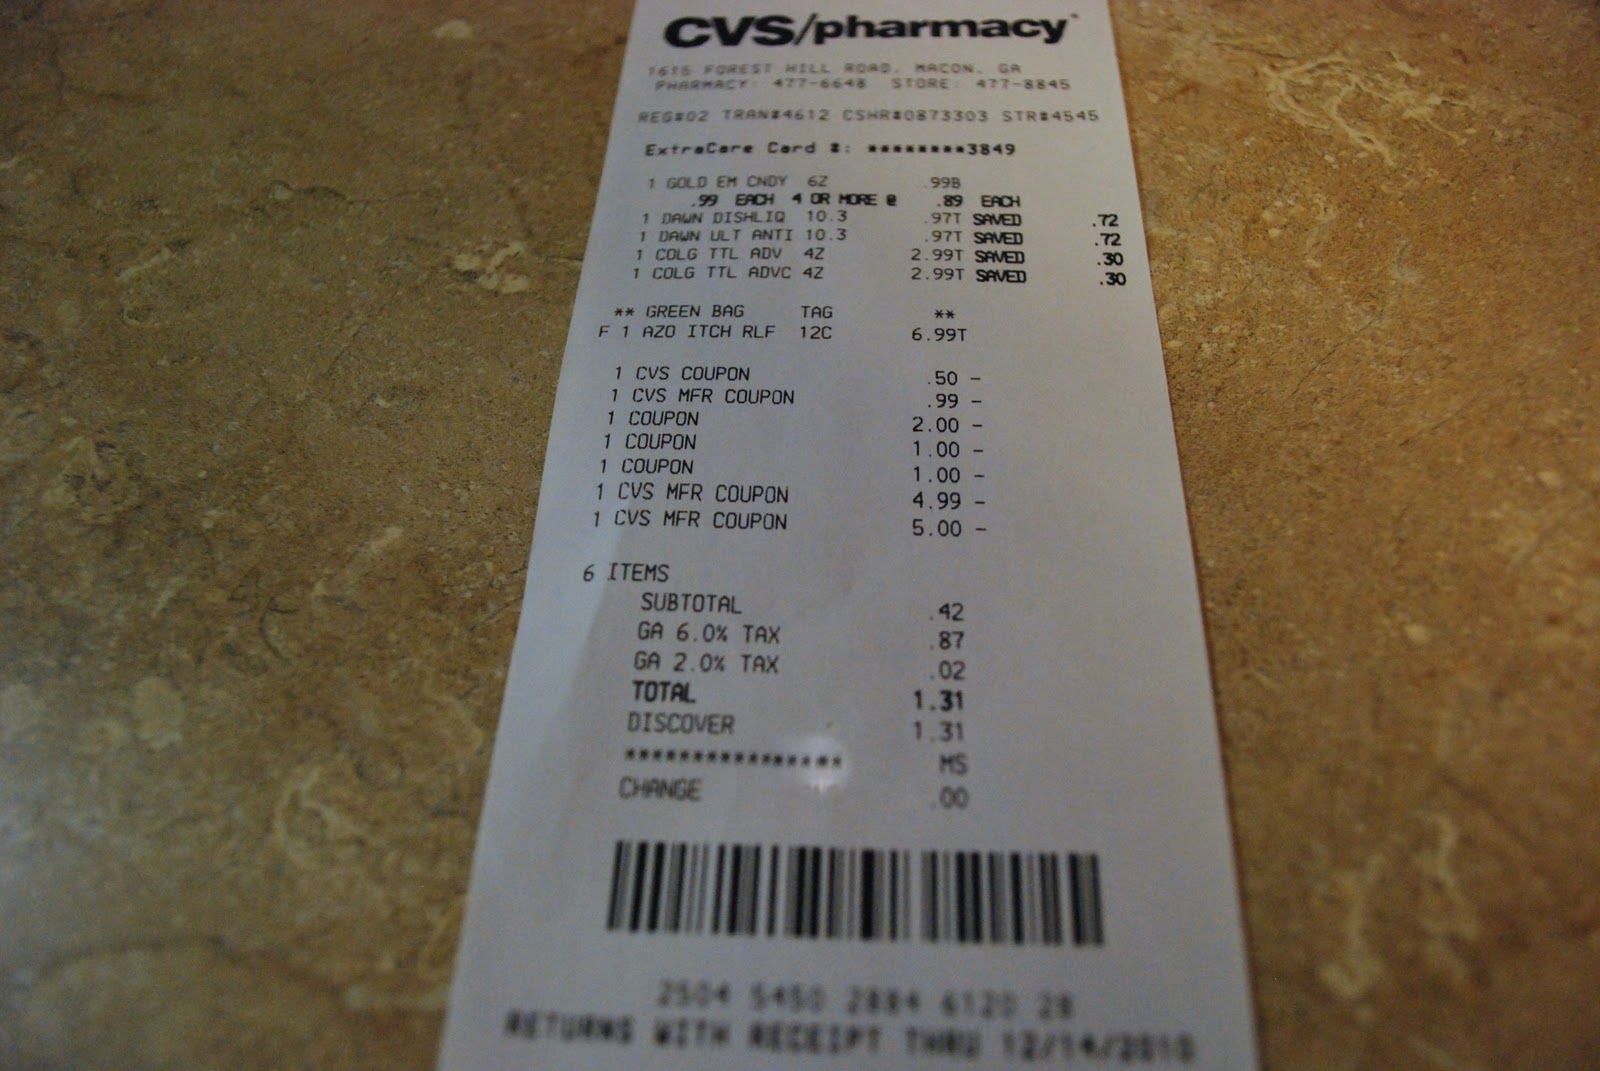 CVS/pharmacy
1615 FOREST HILL ROAD, MACON, GA
PHARMACY: 477-6648 STORE: 477-8845
REG#02 TRAN#4612 CSHR#0873303 STR#4545
ExtraCare Card #: ********3849
1 GOLD EM CNDY 6Z .99B
.99 EACH 4 OR MORE @ .89 EACH
1 DAWN DISHLIQ 10.3 .97T SAVED .72
1 DAWN ULT ANTI 10.3 .97T SAVED .72
1 COLG TTL ADV 4Z 2.99T SAVED .30
1 COLG TTL ADVC 4Z 2.99T SAVED .30
** GREEN BAG TAG **
F 1 AZO ITCH RLF 12C 6.99T
1 CVS COUPON .50 -
1 CVS MFR COUPON .99 -
1 COUPON 2.00 -
1 COUPON 1.00 -
1 COUPON 1.00 -
1 CVS MFR COUPON 4.99 -
1 CVS MFR COUPON 5.00 -
6 ITEMS
SUBTOTAL .42
GA 6.0% TAX .87
GA 2.0% TAX .02
TOTAL 1.31
DISCOVER 1.31
**************** MS
CHANGE .00
2504 5450 2884 6120 28
RETURNS WITH RECEIPT THRU 12/14/2010